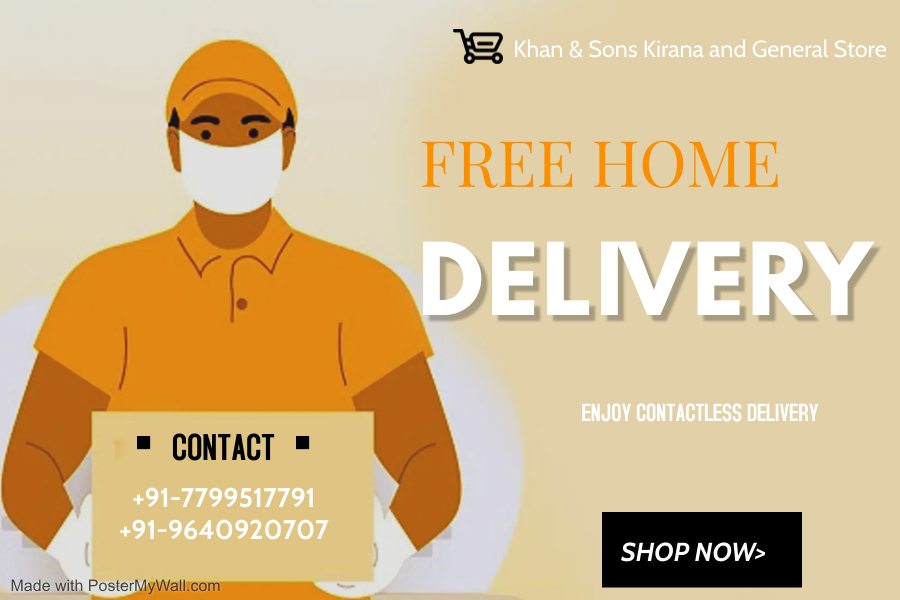 Khan & Sons Kirana and General Store
FREE HOME
DELIVERY
ENJOY CONTACTLESS DELIVERY
CONTACT
+91-7799517791
+91-9640920707
SHOP NOW>
Made with PosterMyWall.com